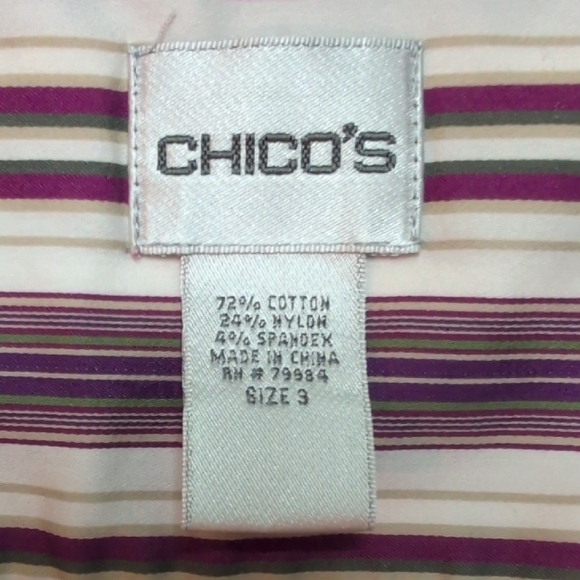 CHICO'S
72% COTTON
24% NYLON
4% SPANDEX
MADE IN CHINA
RN # 79984
SIZE 3